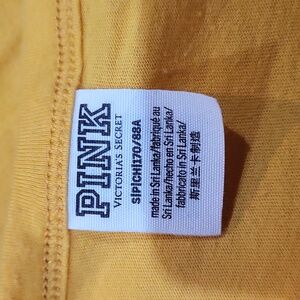 PINK
VICTORIA'S SECRET
S|P|CH|170/88A
made in Sri Lanka/fabriqué au
Sri Lanka/hecho en Sri Lanka/
fabbricato in Sri Lanka/
斯里兰卡制造